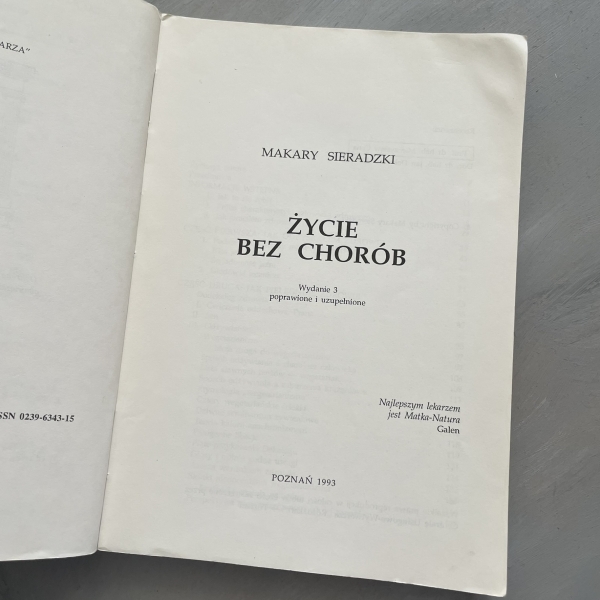 ARZA"
ISSN 0239-6343-15
MAKARY SIERADZKI
ŻYCIE
BEZ CHORÓB
Wydanie 3
poprawione i uzupełnione
Najlepszym lekarzem
jest Matka-Natura
Galen
POZNAŃ 1993